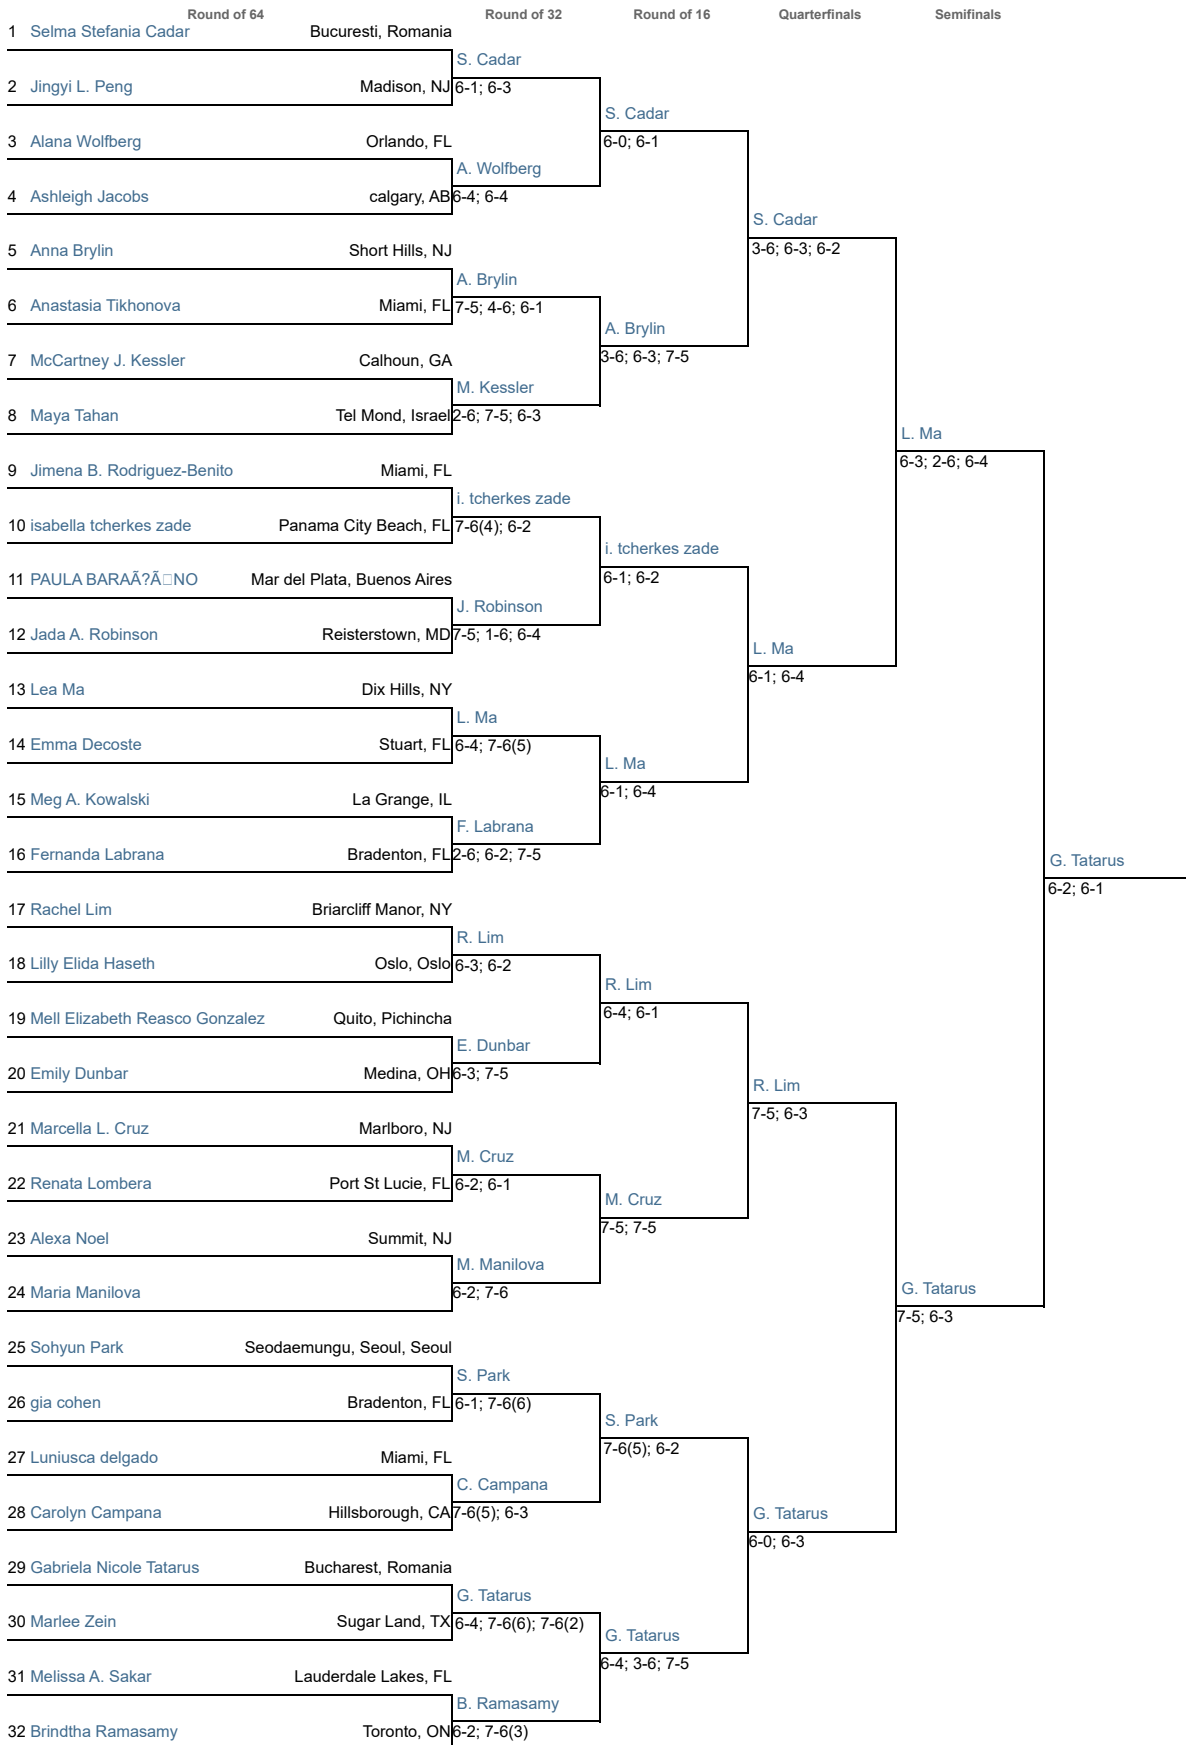 Round of 64 Round of 32 Round of 16 Quarterfinals Semifinals
1 Selma Stefania Cadar Bucuresti, Romania
S. Cadar
2 Jingyi L. Peng Madison, NJ 6-1; 6-3
S. Cadar
3 Alana Wolfberg Orlando, FL 6-0; 6-1
A. Wolfberg
4 Ashleigh Jacobs calgary, AB 6-4; 6-4
S. Cadar
5 Anna Brylin Short Hills, NJ 3-6; 6-3; 6-2
A. Brylin
6 Anastasia Tikhonova Miami, FL 7-5; 4-6; 6-1
A. Brylin
7 McCartney J. Kessler Calhoun, GA 3-6; 6-3; 7-5
M. Kessler
8 Maya Tahan Tel Mond, Israel 2-6; 7-5; 6-3
L. Ma
6-3; 2-6; 6-4
9 Jimena B. Rodriguez-Benito Miami, FL
i. tcherkes zade
10 isabella tcherkes zade Panama City Beach, FL 7-6(4); 6-2
i. tcherkes zade
11 PAULA BARAÃ?Ã□NO Mar del Plata, Buenos Aires 6-1; 6-2
J. Robinson
12 Jada A. Robinson Reisterstown, MD 7-5; 1-6; 6-4
L. Ma
6-1; 6-4
13 Lea Ma Dix Hills, NY
L. Ma
14 Emma Decoste Stuart, FL 6-4; 7-6(5)
L. Ma
15 Meg A. Kowalski La Grange, IL 6-1; 6-4
F. Labrana
16 Fernanda Labrana Bradenton, FL 2-6; 6-2; 7-5
G. Tatarus
6-2; 6-1
17 Rachel Lim Briarcliff Manor, NY
R. Lim
18 Lilly Elida Haseth Oslo, Oslo 6-3; 6-2
R. Lim
19 Mell Elizabeth Reasco Gonzalez Quito, Pichincha 6-4; 6-1
E. Dunbar
20 Emily Dunbar Medina, OH 6-3; 7-5
R. Lim
7-5; 6-3
21 Marcella L. Cruz Marlboro, NJ
M. Cruz
22 Renata Lombera Port St Lucie, FL 6-2; 6-1
M. Cruz
7-5; 7-5
23 Alexa Noel Summit, NJ
M. Manilova
24 Maria Manilova 6-2; 7-6
G. Tatarus
7-5; 6-3
25 Sohyun Park Seodaemungu, Seoul, Seoul
S. Park
26 gia cohen Bradenton, FL 6-1; 7-6(6)
S. Park
7-6(5); 6-2
27 Luniusca delgado Miami, FL
C. Campana
28 Carolyn Campana Hillsborough, CA 7-6(5); 6-3
G. Tatarus
6-0; 6-3
29 Gabriela Nicole Tatarus Bucharest, Romania
G. Tatarus
30 Marlee Zein Sugar Land, TX 6-4; 7-6(6); 7-6(2)
G. Tatarus
6-4; 3-6; 7-5
31 Melissa A. Sakar Lauderdale Lakes, FL
B. Ramasamy
32 Brindtha Ramasamy Toronto, ON 6-2; 7-6(3)